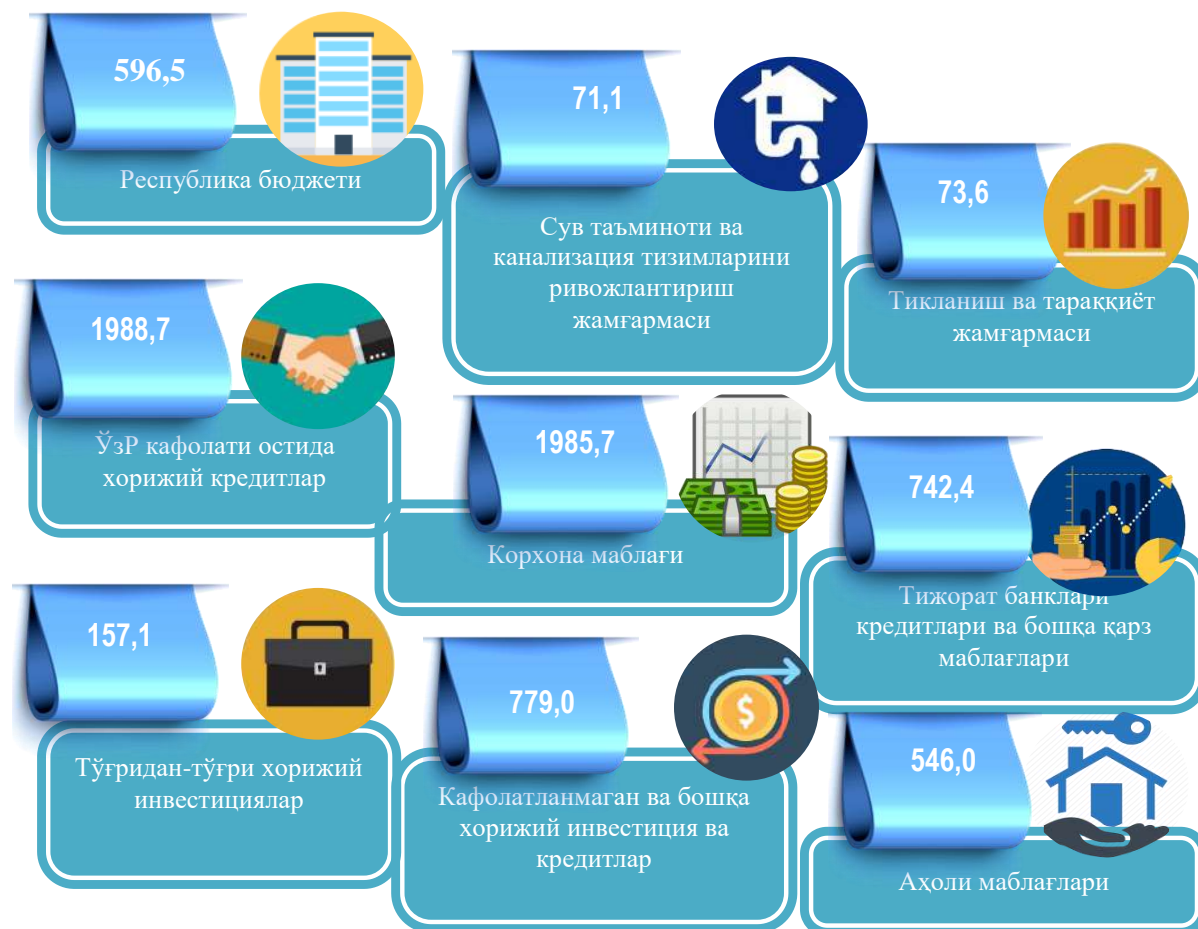 596,5
Республика бюджети
71,1
Сув таъминоти ва
канализация тизимларини
ривожлантириш
жамғармаси
73,6
Тикланиш ва тараққиёт
жамғармаси
1988,7
ЎзР кафолати остида
хорижий кредитлар
1985,7
Корхона маблағи
742,4
Тижорат банклари
кредитлари ва бошқа қарз
маблағлари
157,1
Тўғридан-тўғри хорижий
инвестициялар
779,0
Кафолатланмаган ва бошқа
хорижий инвестиция ва
кредитлар
546,0
Аҳоли маблағлари